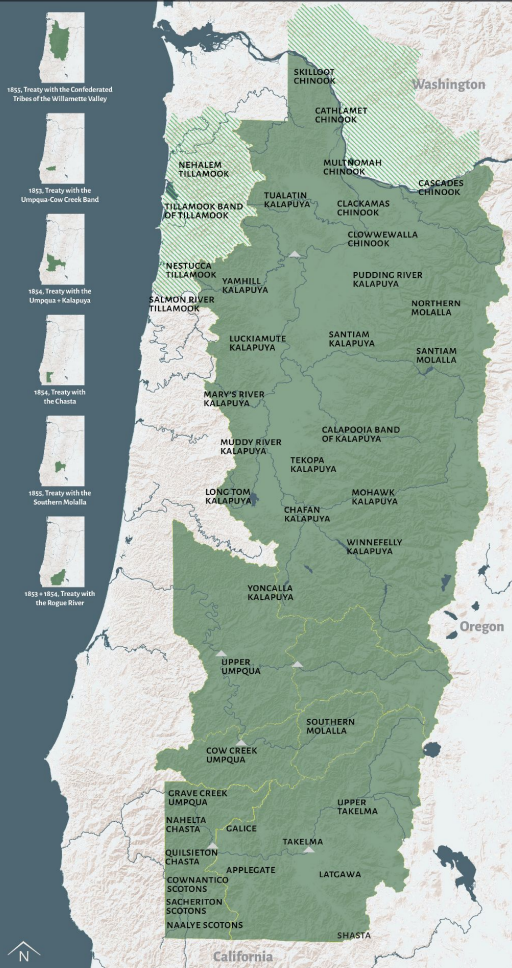 1855, Treaty with the Confederated
Tribes of the Willamette Valley
1853, Treaty with the
Umpqua-Cow Creek Band
1854, Treaty with the
Umpqua + Kalapuya
1854, Treaty with
the Chasta
1855, Treaty with the
Southern Molalla
1853 + 1854, Treaty with
the Rogue River
N
SKILLOOT
CHINOOK
Washington
CATHLAMET
CHINOOK
NEHALEM
TILLAMOOK
MULTNOMAH
CHINOOK
CASCADES
CHINOOK
TUALATIN
KALAPUYA
TILLAMOOK BAND
OF TILLAMOOK
CLACKAMAS
CHINOOK
CLOWWEWALLA
CHINOOK
NESTUCCA
TILLAMOOK
YAMHILL
KALAPUYA
PUDDING RIVER
KALAPUYA
SALMON RIVER
TILLAMOOK
NORTHERN
MOLALLA
LUCKIAMUTE
KALAPUYA
SANTIAM
KALAPUYA
SANTIAM
MOLALLA
MARY'S RIVER
KALAPUYA
CALAPOOIA BAND
OF KALAPUYA
MUDDY RIVER
KALAPUYA
TEKOPA
KALAPUYA
LONG TOM
KALAPUYA
MOHAWK
KALAPUYA
CHAFAN
KALAPUYA
WINNEFELLY
KALAPUYA
YONCALLA
KALAPUYA
Oregon
UPPER
UMPQUA
SOUTHERN
MOLALLA
COW CREEK
UMPQUA
GRAVE CREEK
UMPQUA
UPPER
TAKELMA
NAHELTA
CHASTA
GALICE
TAKELMA
QUILSIETON
CHASTA
APPLEGATE
LATGAWA
COWNANTICO
SCOTONS
SACHERITON
SCOTONS
NAALYE SCOTONS
SHASTA
California